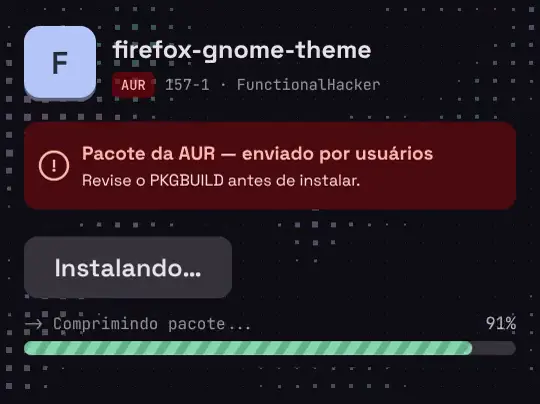 F
firefox-gnome-theme
AUR 157-1 · FunctionalHacker
Pacote da AUR — enviado por usuários
Revise o PKGBUILD antes de instalar.
Instalando...
-> Comprimindo pacote... 91%